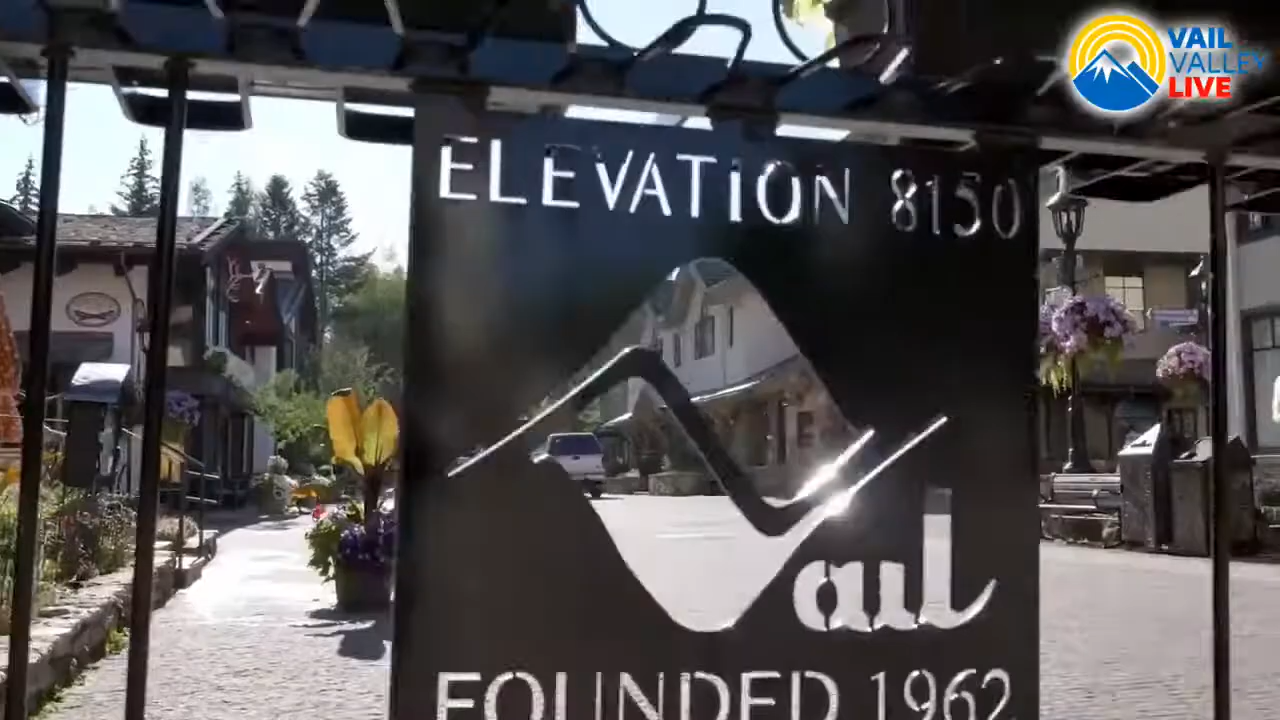 VAIL
VALLEY
LIVE
ELEVATION 8150
Vail
FOUNDED 1962